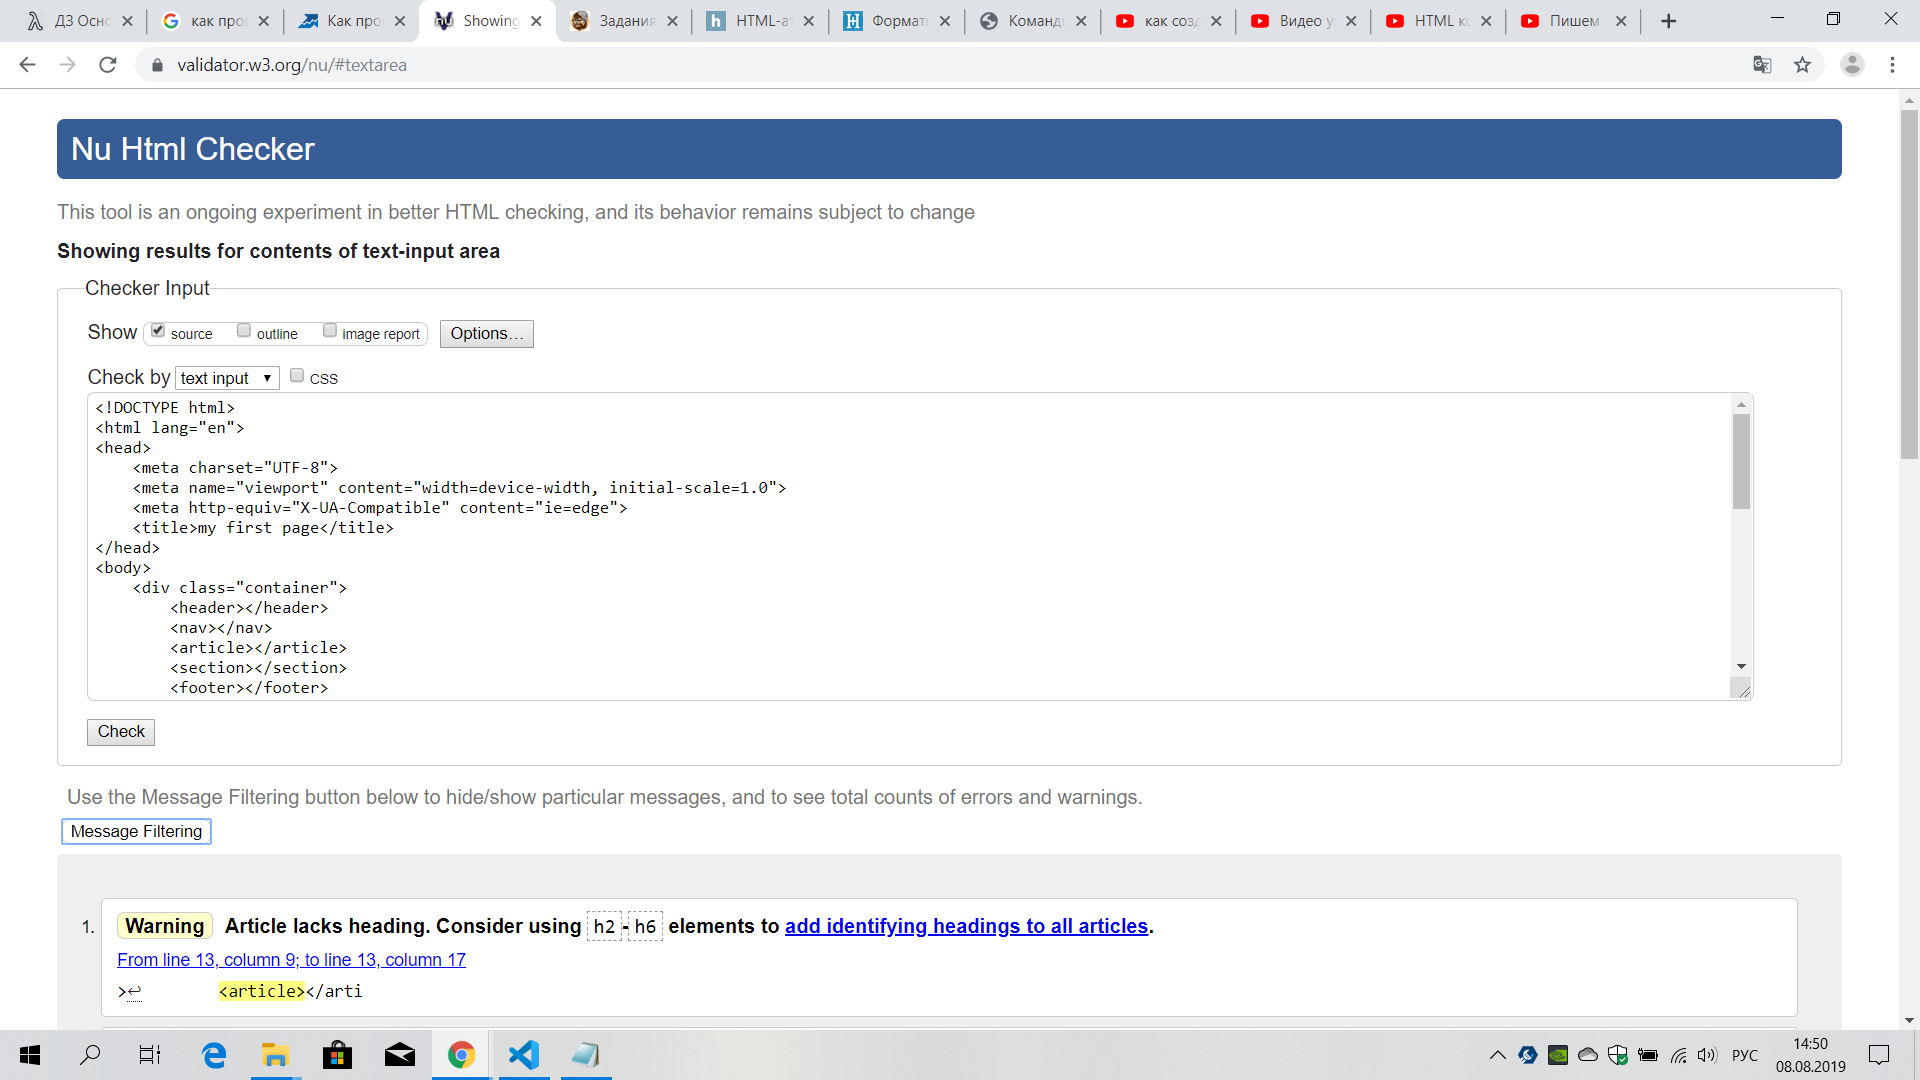 ДЗ Осно
как про
Как про
Showing
Задания
HTML-а
Формат
Команд
как созд
Видео у
HTML к
Пишем
validator.w3.org/nu/#textarea
Nu Html Checker
This tool is an ongoing experiment in better HTML checking, and its behavior remains subject to change
Showing results for contents of text-input area
Checker Input
Show source outline image report Options...
Check by text input CSS
<!DOCTYPE html>
<html lang="en">
<head>
    <meta charset="UTF-8">
    <meta name="viewport" content="width=device-width, initial-scale=1.0">
    <meta http-equiv="X-UA-Compatible" content="ie=edge">
    <title>my first page</title>
</head>
<body>
    <div class="container">
        <header></header>
        <nav></nav>
        <article></article>
        <section></section>
        <footer></footer>
Check
Use the Message Filtering button below to hide/show particular messages, and to see total counts of errors and warnings.
Message Filtering
1. Warning Article lacks heading. Consider using h2-h6 elements to add identifying headings to all articles.
From line 13, column 9; to line 13, column 17
>↩        <article></arti
РУС
14:50
08.08.2019